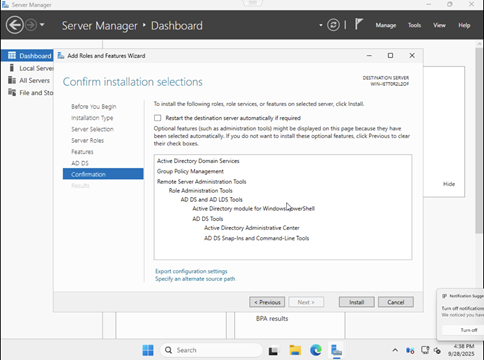 Server Manager
Server Manager • Dashboard
Manage Tools View Help
Dashboard
Local Server
All Servers
File and Sto
Add Roles and Features Wizard
Confirm installation selections
DESTINATION SERVER
Before You Begin
Installation Type
Server Selection
Server Roles
Features
AD DS
Confirmation
Results
To install the following roles, role services, or features on selected server, click Install.
Restart the destination server automatically if required
Optional features (such as administration tools) might be displayed on this page because they have
been selected automatically. If you do not want to install these optional features, click Previous to clear
their check boxes.
Active Directory Domain Services
Group Policy Management
Remote Server Administration Tools
Role Administration Tools
AD DS and AD LDS Tools
Active Directory module for Windows PowerShell
AD DS Tools
Active Directory Administrative Center
AD DS Snap-Ins and Command-Line Tools
Export configuration settings
Specify an alternate source path
< Previous Next > Install Cancel
Hide
BPA results
Notification Sugge
Turn off notification
We noticed you have
Turn off
Search
4:38 PM
9/28/2025